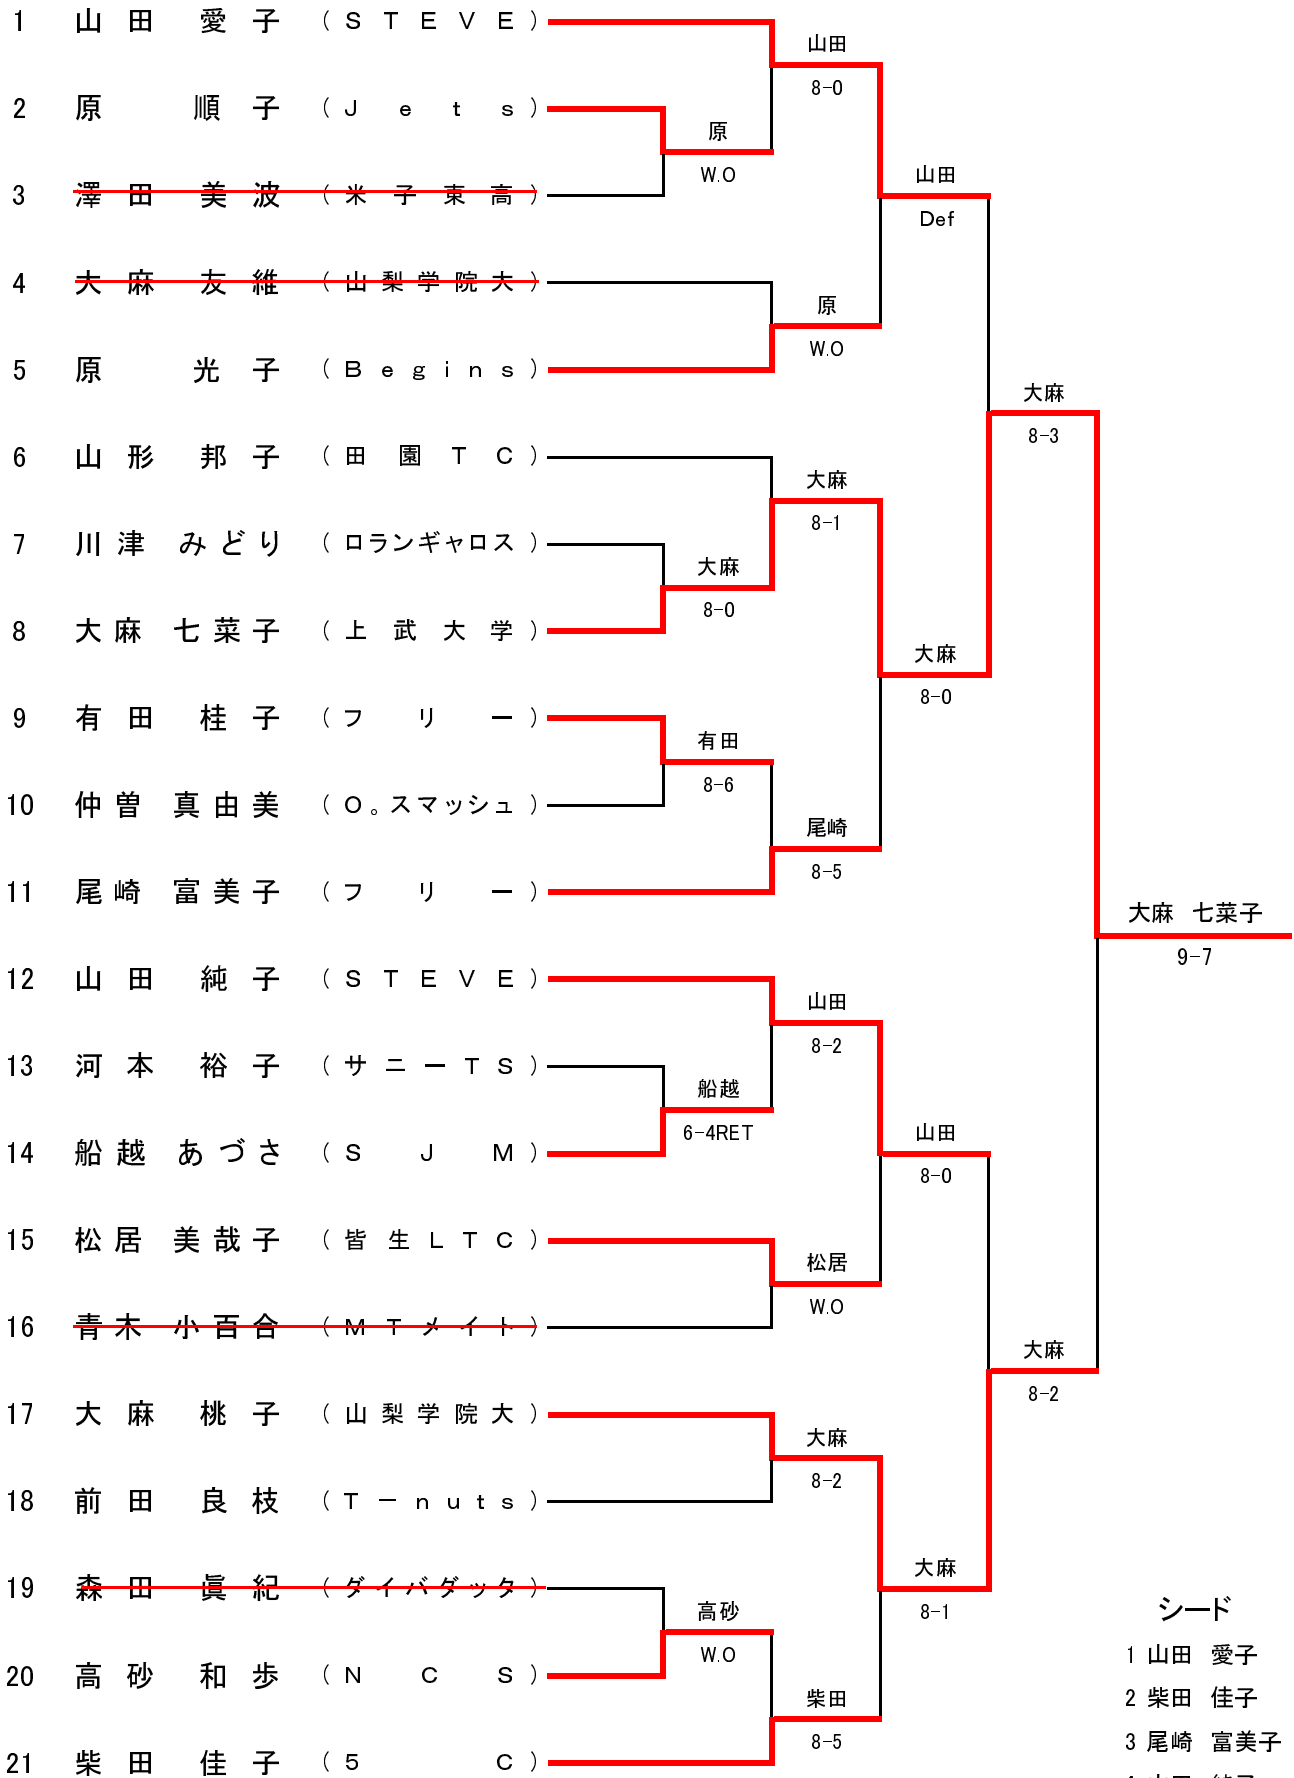 1 山田 愛子 (STEVE)
山田
8-0
2 原 順子 (Jets)
原
W.O
3 澤田 美波 (米子東高)
山田
Def
4 大麻 友維 (山梨学院大)
原
W.O
5 原 光子 (Begins)
大麻
8-3
6 山形 邦子 (田園TC)
大麻
8-1
7 川津 みどり (ロランギャロス)
大麻
8-0
8 大麻 七菜子 (上武大学)
大麻
8-0
9 有田 桂子 (フリー)
有田
8-6
10 仲曽 真由美 (O。スマッシュ)
尾崎
8-5
11 尾崎 富美子 (フリー)
大麻 七菜子
9-7
12 山田 純子 (STEVE)
山田
8-2
13 河本 裕子 (サニーTS)
船越
6-4RET
14 船越 あづさ (SJM)
山田
8-0
15 松居 美哉子 (皆生LTC)
松居
W.O
16 青木 小百合 (MTメイト)
大麻
8-2
17 大麻 桃子 (山梨学院大)
大麻
8-2
18 前田 良枝 (T-nuts)
大麻
8-1
19 森田 眞紀 (ダイバダッタ)
高砂
W.O
20 高砂 和歩 (NCS)
柴田
8-5
21 柴田 佳子 (5C)
シード
1 山田 愛子
2 柴田 佳子
3 尾崎 富美子